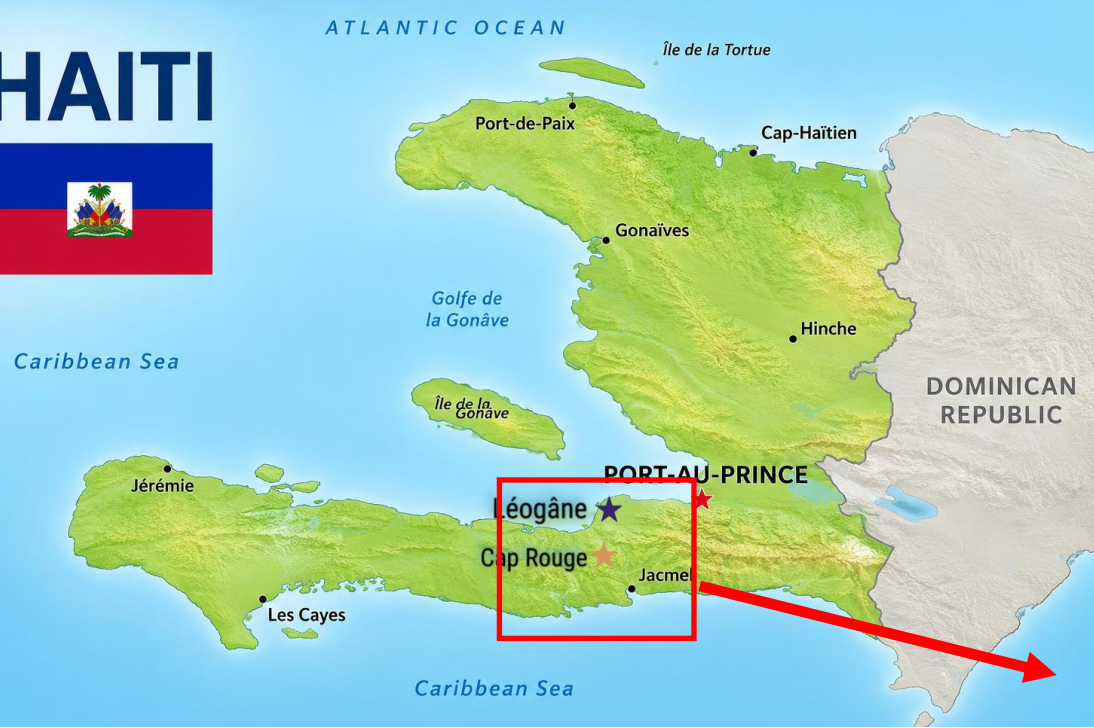 ATLANTIC OCEAN
Île de la Tortue
HAITI
Port-de-Paix
Cap-Haïtien
Gonaïves
Golfe de
la Gonâve
Hinche
Caribbean Sea
DOMINICAN
REPUBLIC
Île de la
Gonâve
PORT-AU-PRINCE
Jérémie
Léogâne
Cap Rouge
Jacmel
Les Cayes
Caribbean Sea